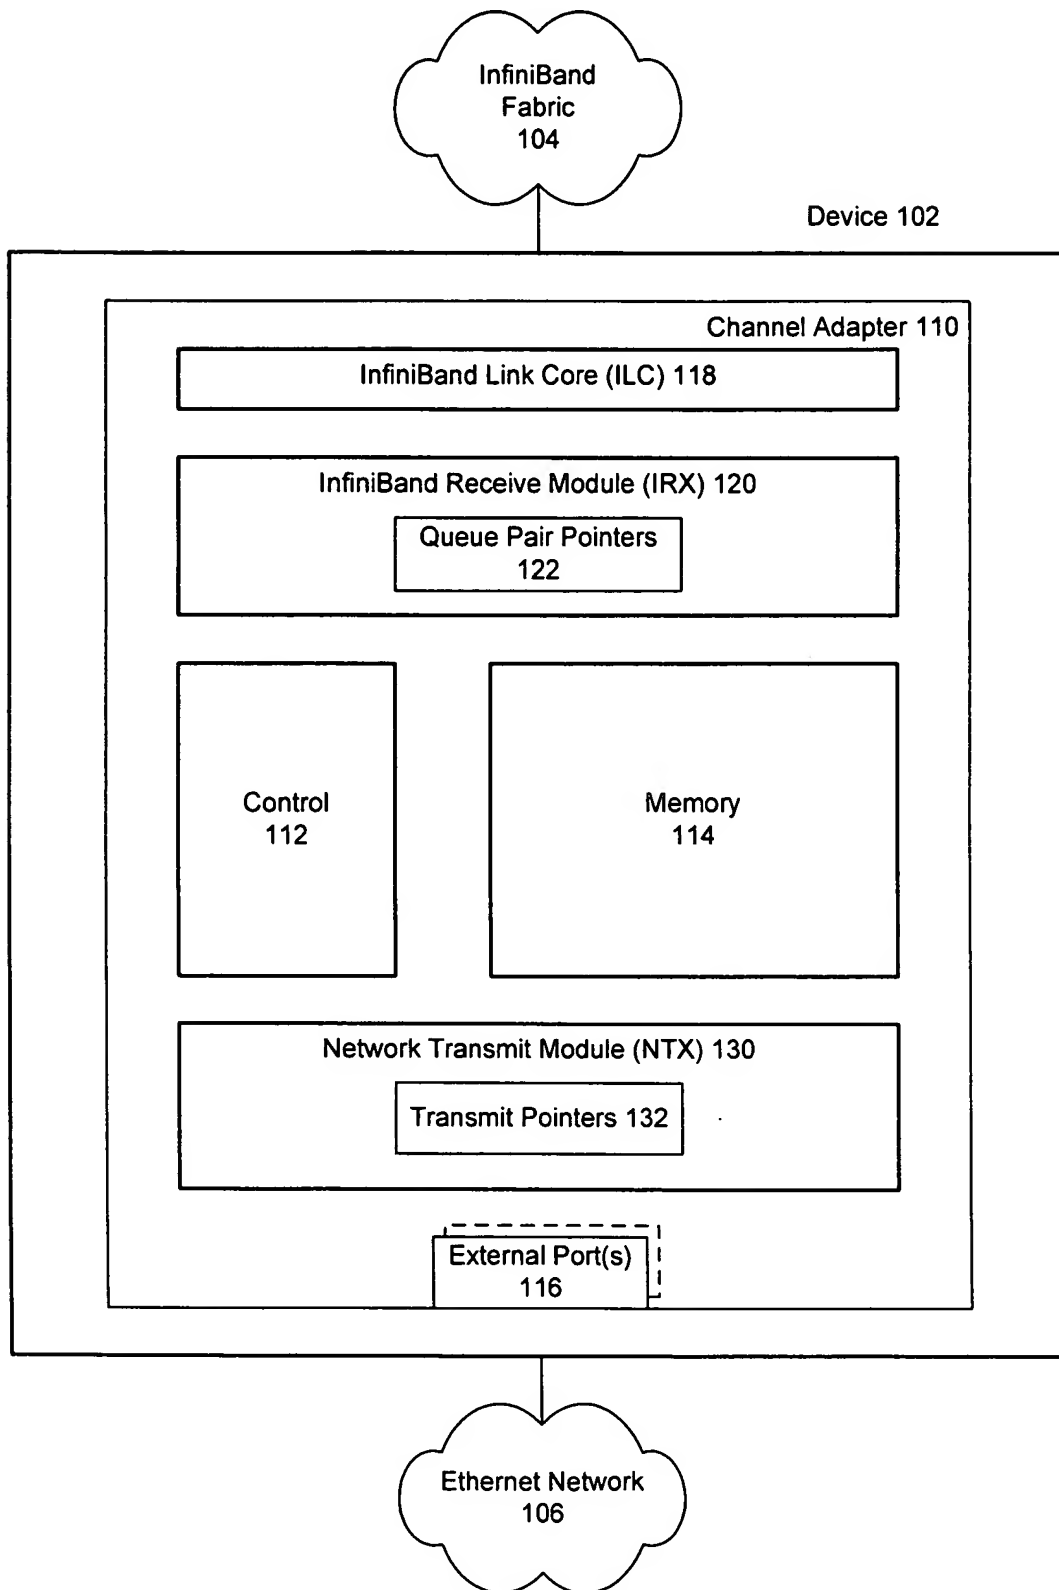 InfiniBand
Fabric
104
Device 102
Channel Adapter 110
InfiniBand Link Core (ILC) 118
InfiniBand Receive Module (IRX) 120
Queue Pair Pointers
122
Control
112
Memory
114
Network Transmit Module (NTX) 130
Transmit Pointers 132
External Port(s)
116
Ethernet Network
106